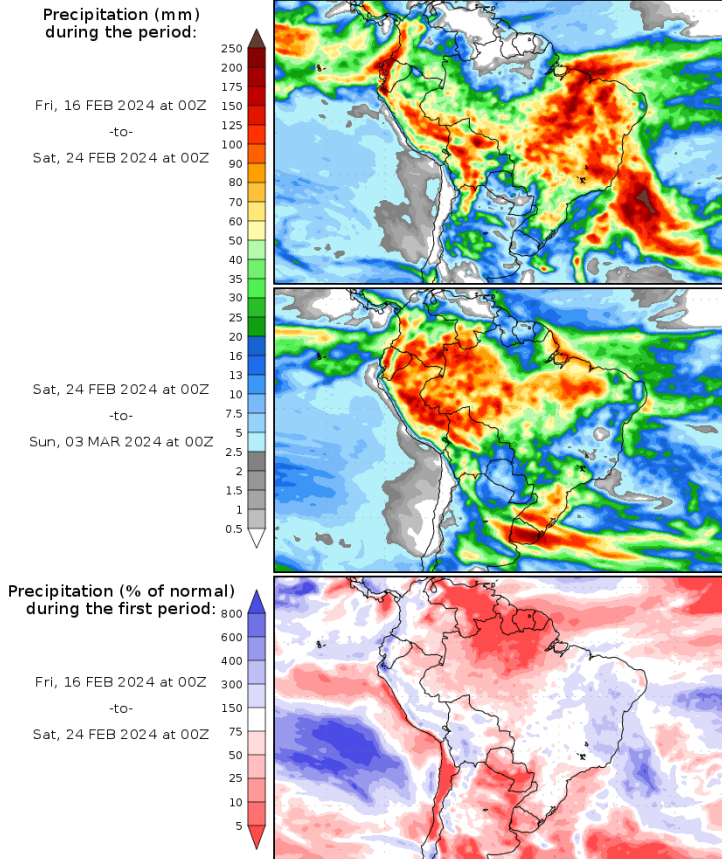 Precipitation (mm)
during the period:
Fri, 16 FEB 2024 at 00Z
-to-
Sat, 24 FEB 2024 at 00Z
Sat, 24 FEB 2024 at 00Z
-to-
Sun, 03 MAR 2024 at 00Z
250
200
175
150
125
100
90
80
70
60
50
40
35
30
25
20
16
13
10
7.5
5
2.5
2
1.5
1
0.5
Precipitation (% of normal)
during the first period:
Fri, 16 FEB 2024 at 00Z
-to-
Sat, 24 FEB 2024 at 00Z
800
600
400
300
150
75
50
25
10
5